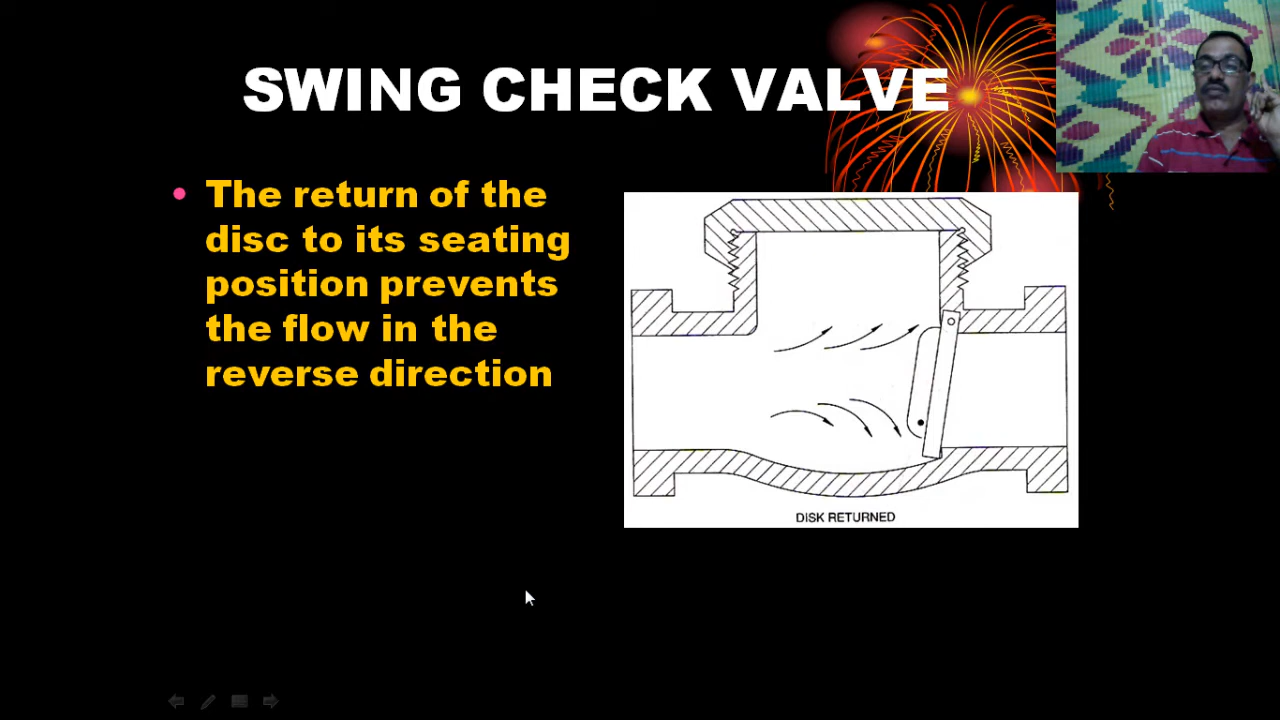 SWING CHECK VALVE
• The return of the
disc to its seating
position prevents
the flow in the
reverse direction
DISK RETURNED